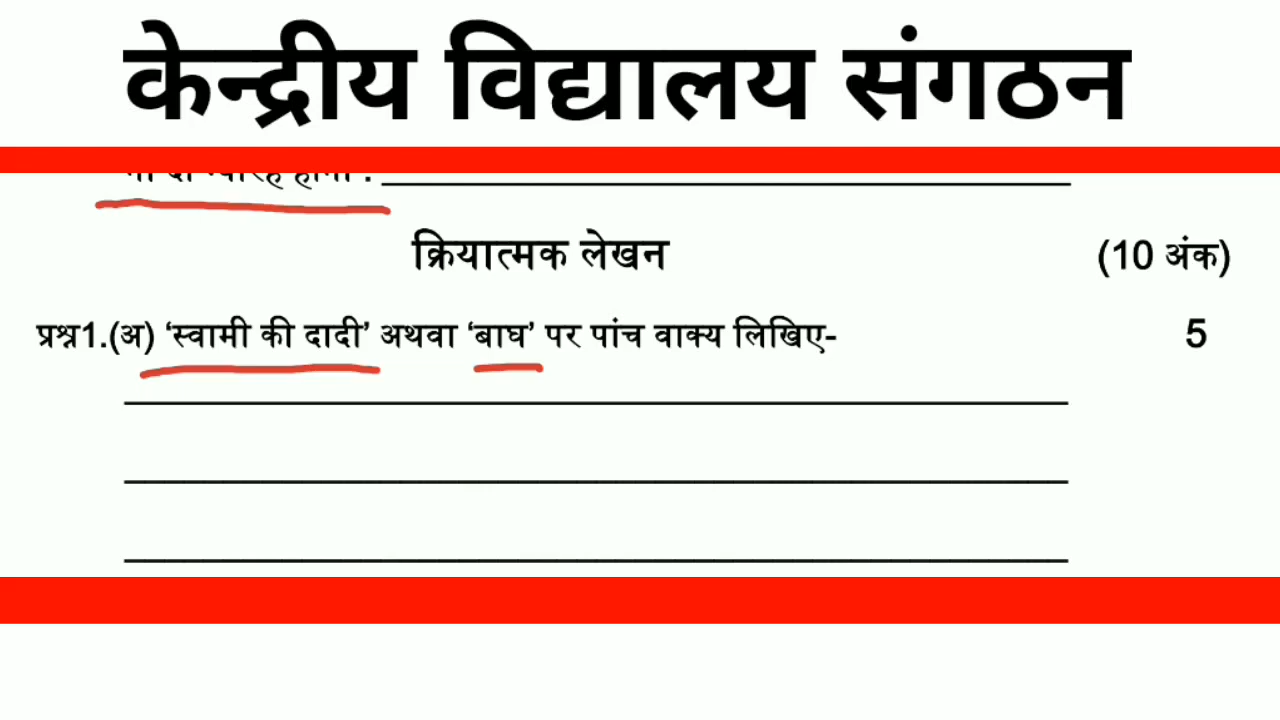 केन्द्रीय विद्यालय संगठन
क्रियात्मक लेखन (10 अंक)
प्रश्न1.(अ) ‘स्वामी की दादी’ अथवा ‘बाघ’ पर पांच वाक्य लिखिए- 5